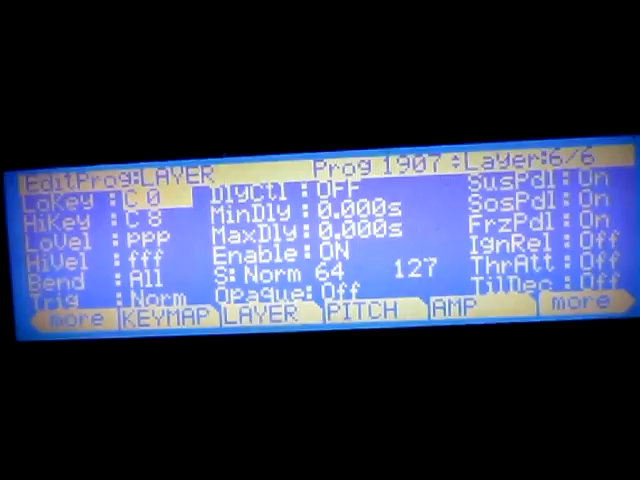 EditProg:LAYER Prog 1907 Layer:6/6
LoKey : C 0 DlyCtl : OFF SusPdl : On
HiKey : C 8 MinDly : 0.000s SosPdl : On
LoVel : ppp MaxDly : 0.000s FrzPdl : On
HiVel : fff Enable : ON IgnRel : Off
Bend : All S: Norm 64 127 ThrAtt : Off
Trig : Norm Opaque: Off TilDec : Off
more KEYMAP LAYER PITCH AMP more